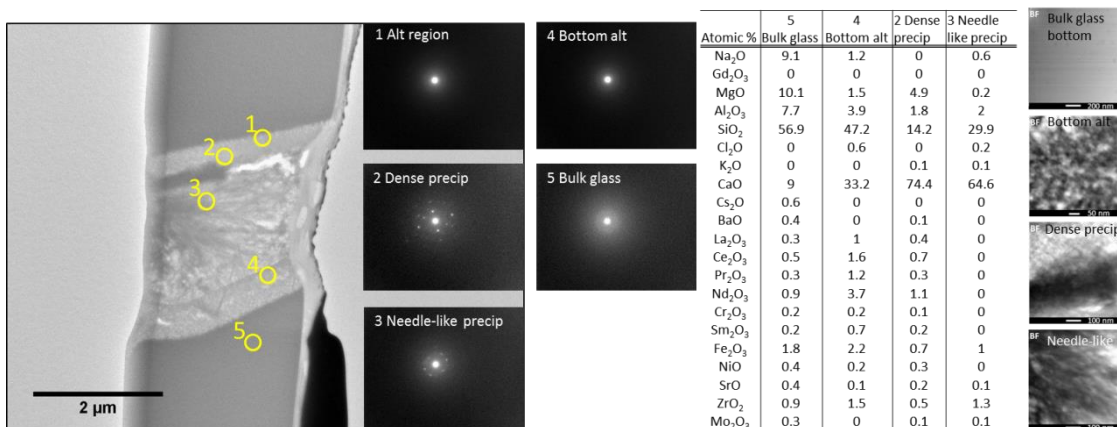 1
2
3
4
5
2 µm
1 Alt region
2 Dense precip
3 Needle-like precip
4 Bottom alt
5 Bulk glass
Atomic % 5 Bulk glass 4 Bottom alt 2 Dense precip 3 Needle like precip
Na₂O 9.1 1.2 0 0.6
Gd₂O₃ 0 0 0 0
MgO 10.1 1.5 4.9 0.2
Al₂O₃ 7.7 3.9 1.8 2
SiO₂ 56.9 47.2 14.2 29.9
Cl₂O 0 0.6 0 0.2
K₂O 0 0 0.1 0.1
CaO 9 33.2 74.4 64.6
Cs₂O 0.6 0 0 0
BaO 0.4 0 0.1 0
La₂O₃ 0.3 1 0.4 0
Ce₂O₃ 0.5 1.6 0.7 0
Pr₂O₃ 0.3 1.2 0.3 0
Nd₂O₃ 0.9 3.7 1.1 0
Cr₂O₃ 0.2 0.2 0.1 0
Sm₂O₃ 0.2 0.7 0.2 0
Fe₂O₃ 1.8 2.2 0.7 1
NiO 0.4 0.2 0.3 0
SrO 0.4 0.1 0.2 0.1
ZrO₂ 0.9 1.5 0.5 1.3
Mo₂O₃ 0.3 0 0.1 0.1
BF Bulk glass
bottom
200 nm
BF Bottom alt
50 nm
BF Dense precip
100 nm
BF Needle-like
100 nm